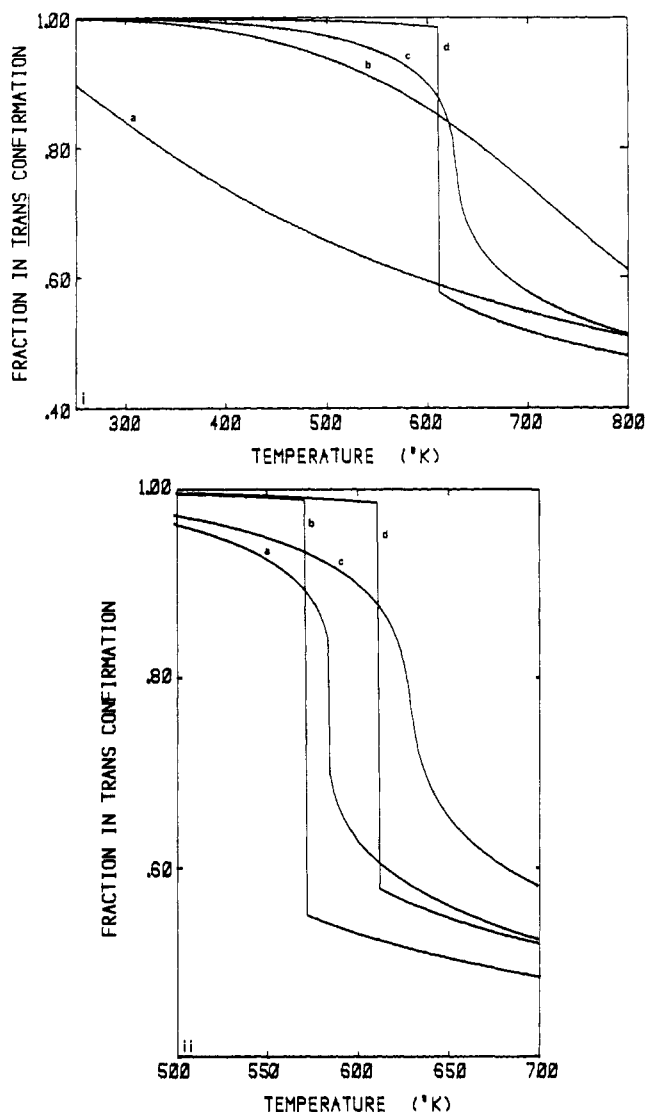 1.00
.80
.60
.40
FRACTION IN TRANS CONFIRMATION
a
b
c
d
i
300
400
500
600
700
800
TEMPERATURE (°K)
1.00
.80
.60
FRACTION IN TRANS CONFIRMATION
a
b
c
d
ii
500
550
600
650
700
TEMPERATURE (°K)